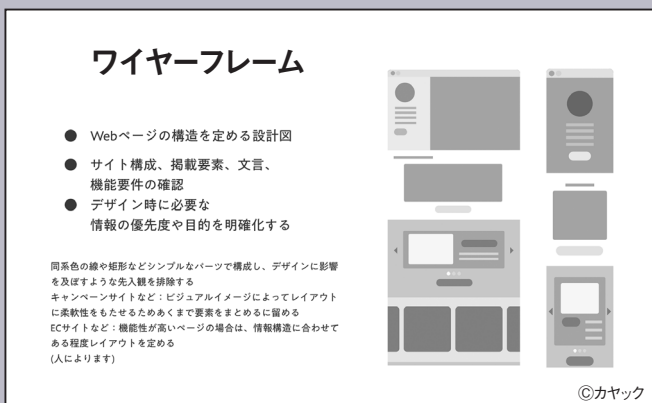 ワイヤーフレーム
● Webページの構造を定める設計図
● サイト構成、掲載要素、文言、
機能要件の確認
● デザイン時に必要な
情報の優先度や目的を明確化する
同系色の線や矩形などシンプルなパーツで構成し、デザインに影響
を及ぼすような先入観を排除する
キャンペーンサイトなど：ビジュアルイメージによってレイアウト
に柔軟性をもたせるためあくまで要素をまとめるに留める
ECサイトなど：機能性が高いページの場合は、情報構造に合わせて
ある程度レイアウトを定める
(人によります)
©カヤック